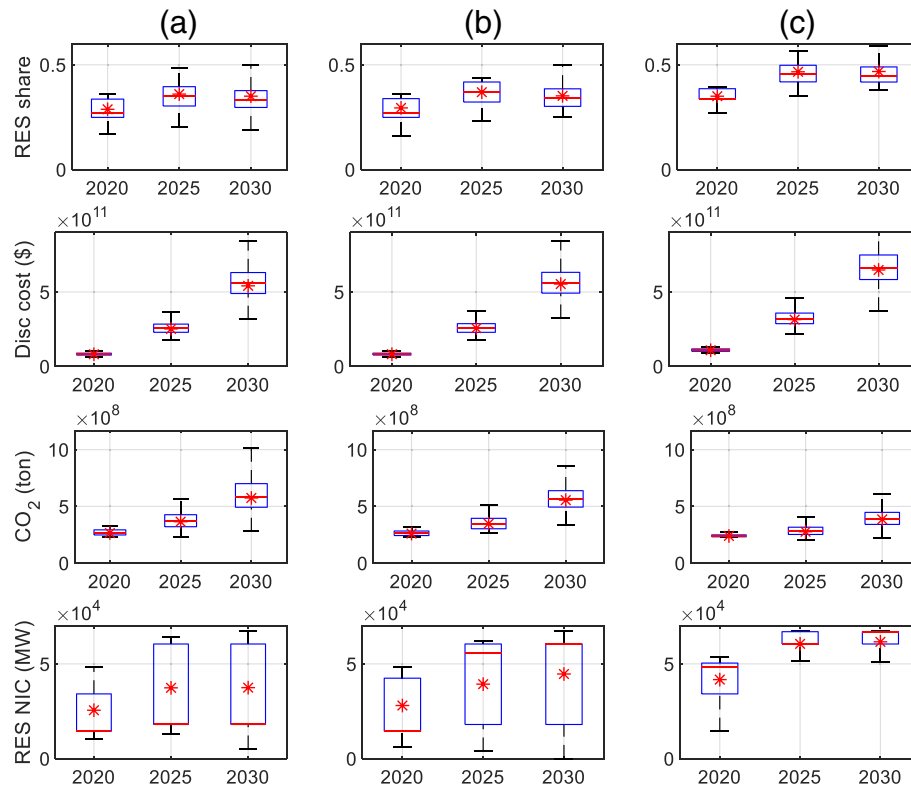 (a) (b) (c)
RES share
0.5 0.5 0.5
0 0 0
2020 2025 2030 2020 2025 2030 2020 2025 2030
×10^11 ×10^11 ×10^11
Disc cost ($)
5 5 5
0 0 0
2020 2025 2030 2020 2025 2030 2020 2025 2030
×10^8 ×10^8 ×10^8
CO₂ (ton)
10 10 10
5 5 5
0 0 0
2020 2025 2030 2020 2025 2030 2020 2025 2030
×10^4 ×10^4 ×10^4
RES NIC (MW)
5 5 5
0 0 0
2020 2025 2030 2020 2025 2030 2020 2025 2030